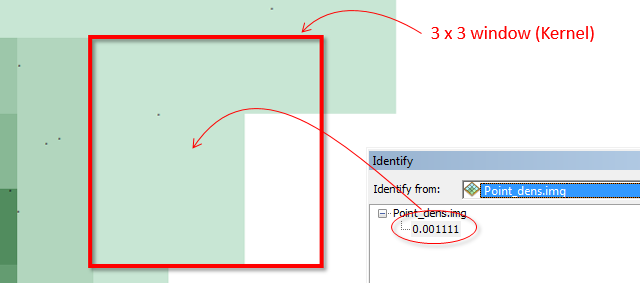 3 x 3 window (Kernel)
Identify
Identify from: Point_dens.img
Point_dens.img
0.001111